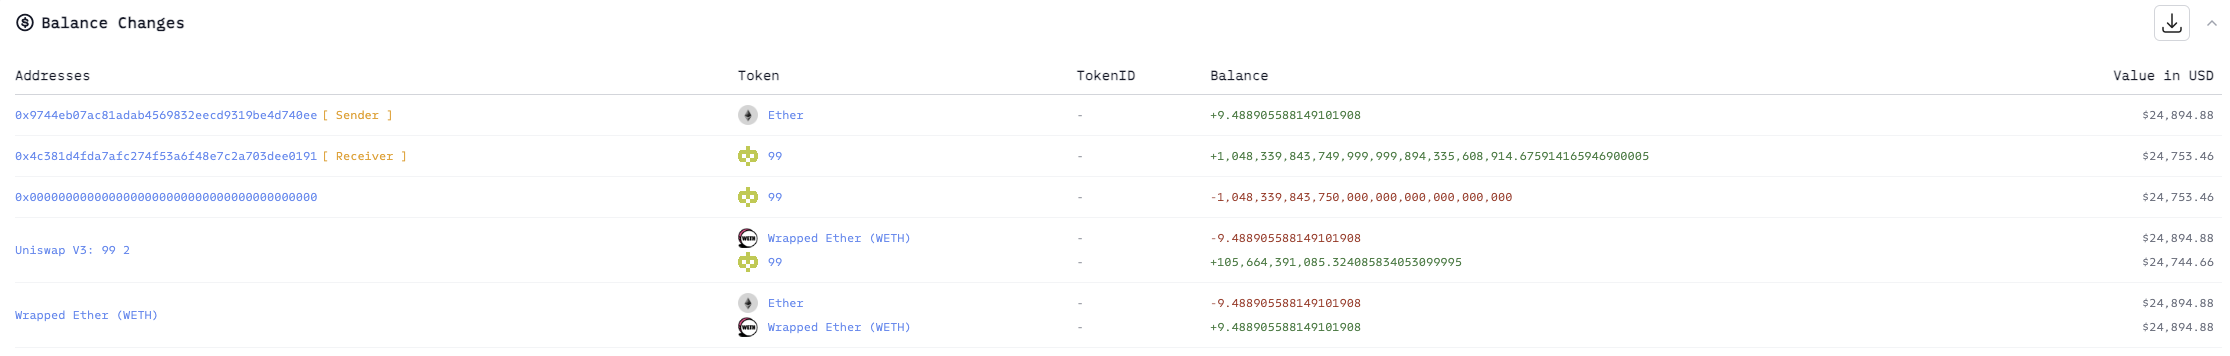 Balance Changes
Addresses Token TokenID Balance Value in USD
0x9744eb07ac81adab4569832eecd9319be4d740ee [ Sender ] Ether - +9.488905588149101908 $24,894.88
0x4c381d4fda7afc274f53a6f48e7c2a703dee0191 [ Receiver ] 99 - +1,048,339,843,749,999,999,894,335,608,914.675914165946900005 $24,753.46
0x0000000000000000000000000000000000000000 99 - -1,048,339,843,750,000,000,000,000,000,000 $24,753.46
Uniswap V3: 99 2
WETH Wrapped Ether (WETH) - -9.488905588149101908 $24,894.88
99 - +105,664,391,085.324085834053099995 $24,744.66
Wrapped Ether (WETH)
Ether - -9.488905588149101908 $24,894.88
WETH Wrapped Ether (WETH) - +9.488905588149101908 $24,894.88